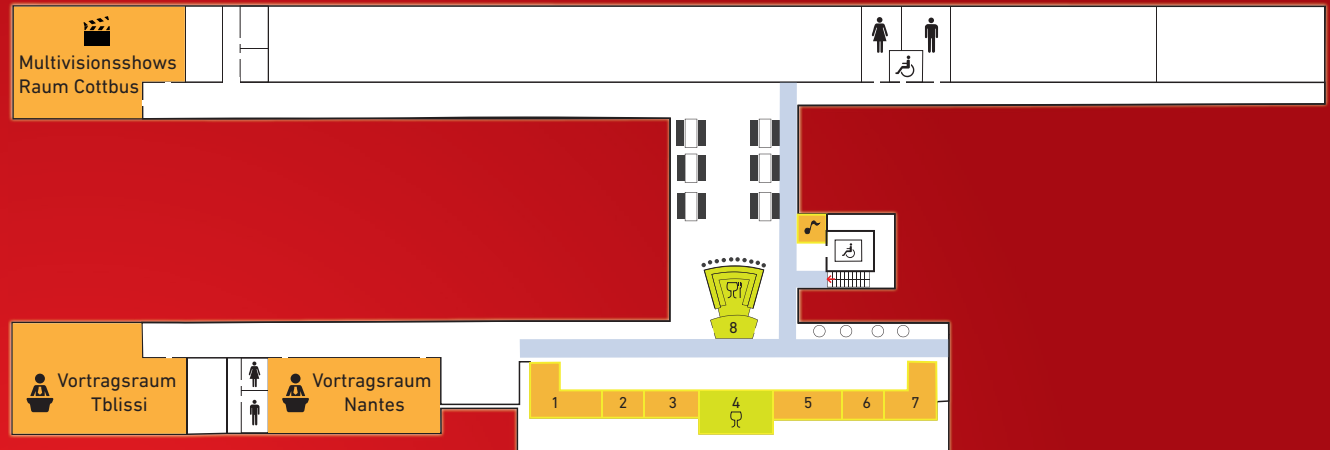 Multivisionsshows
Raum Cottbus
8
Vortragsraum
Tblissi
Vortragsraum
Nantes
1 2 3 4 5 6 7